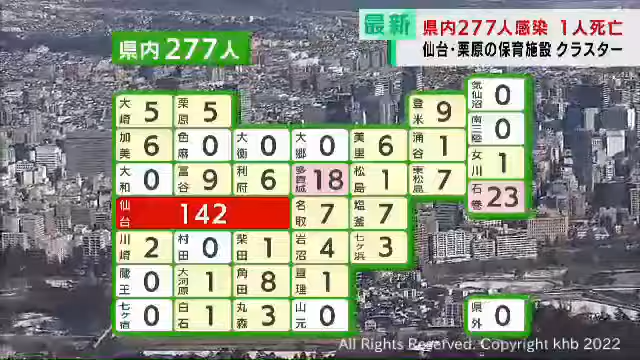 最新
県内277人感染 1人死亡
仙台・栗原の保育施設 クラスター
県内277人
大崎 5 栗原 5 登米 9 気仙沼 0
加美 6 色麻 0 大衡 0 大郷 0 美里 6 涌谷 1 南三陸 0
大和 0 富谷 9 利府 6 多賀城 18 松島 1 東松島 7 女川 1
仙台 142 名取 7 塩釜 7 石巻 23
川崎 2 村田 0 柴田 1 岩沼 4 七ヶ浜 3
蔵王 0 大河原 1 角田 8 亘理 1
七ケ宿 0 白石 1 丸森 3 山元 0 県外 0
All Rights Reserved. Copyright khb 2022